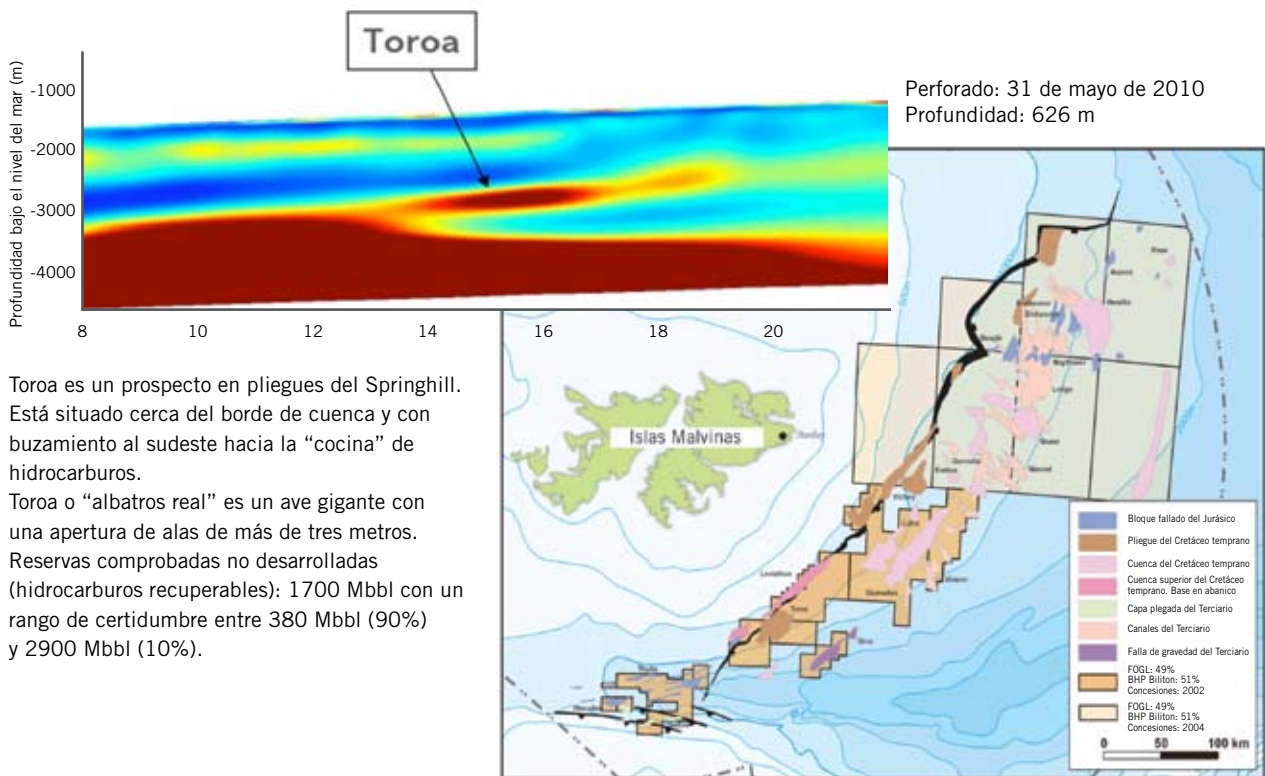 Toroa
Perforado: 31 de mayo de 2010
Profundidad: 626 m
Profundidad bajo el nivel del mar (m)
-1000
-2000
-3000
-4000
8
10
12
14
16
18
20
Toroa es un prospecto en pliegues del Springhill.
Está situado cerca del borde de cuenca y con
buzamiento al sudeste hacia la “cocina” de
hidrocarburos.
Toroa o “albatros real” es un ave gigante con
una apertura de alas de más de tres metros.
Reservas comprobadas no desarrolladas
(hidrocarburos recuperables): 1700 Mbbl con un
rango de certidumbre entre 380 Mbbl (90%)
y 2900 Mbbl (10%).
Islas Malvinas
Stanley
Leviathan
Toroa
Bloque fallado del Jurásico
Pliegue del Cretáceo temprano
Cuenca del Cretáceo temprano
Cuenca superior del Cretáceo
temprano. Base en abanico
Capa plegada del Terciario
Canales del Terciario
Falla de gravedad del Terciario
FOGL: 49%
BHP Biliton: 51%
Concesiones: 2002
FOGL: 49%
BHP Biliton: 51%
Concesiones: 2004
0 50 100 km